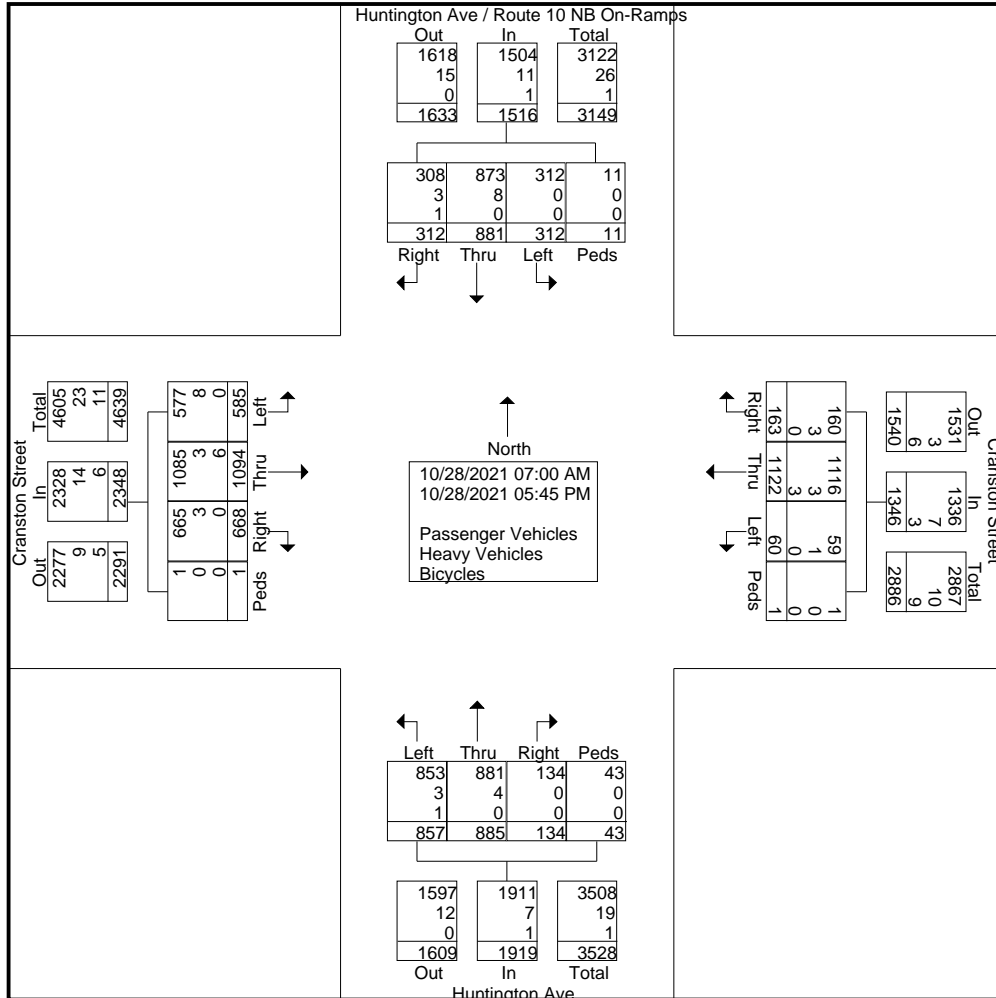 Huntington Ave / Route 10 NB On-Ramps
Out In Total
1618 1504 3122
15 11 26
0 1 1
1633 1516 3149
308 873 312 11
3 8 0 0
1 0 0 0
312 881 312 11
Right Thru Left Peds
Cranston Street
Total In Out
4605 2328 2277
23 14 9
11 6 5
4639 2348 2291
577 1085 665 1
8 3 3 0
0 6 0 0
585 1094 668 1
Left Thru Right Peds
North
10/28/2021 07:00 AM
10/28/2021 05:45 PM
Passenger Vehicles
Heavy Vehicles
Bicycles
Right Thru Left Peds
160 1116 59 1
3 3 1 0
0 3 0 0
163 1122 60 1
Cranston Street
Out In Total
1531 1336 2867
3 7 10
6 3 9
1540 1346 2886
Left Thru Right Peds
853 881 134 43
3 4 0 0
1 0 0 0
857 885 134 43
1597 1911 3508
12 7 19
0 1 1
1609 1919 3528
Out In Total
Huntington Ave